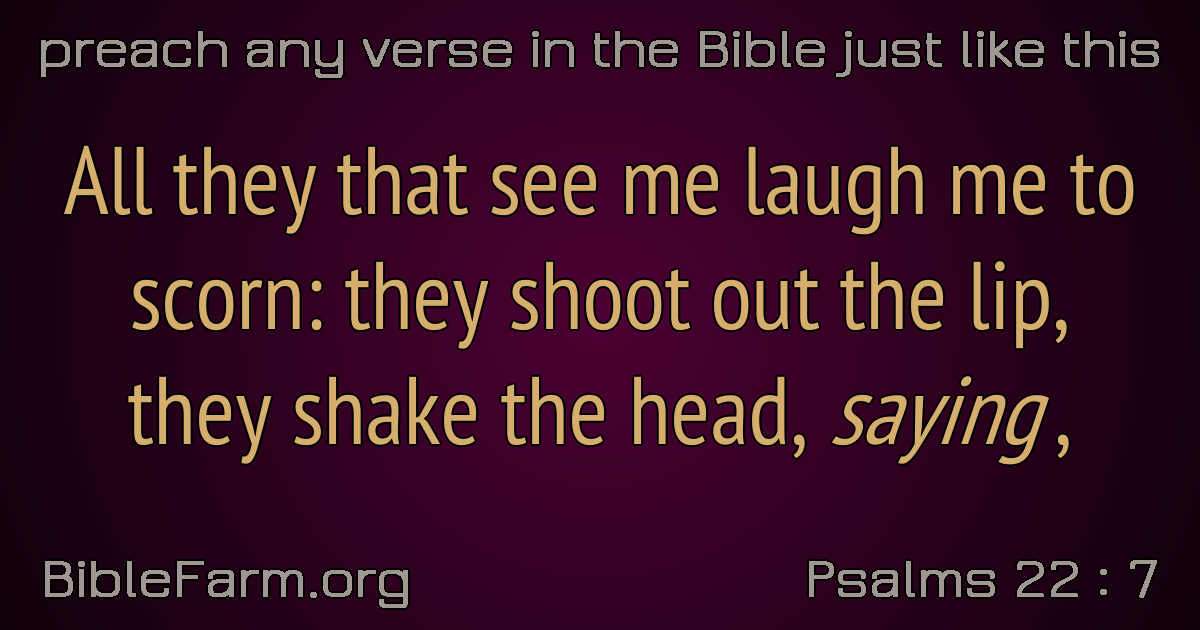 preach any verse in the Bible just like this
All they that see me laugh me to
scorn: they shoot out the lip,
they shake the head, saying ,
BibleFarm.org
Psalms 22 : 7